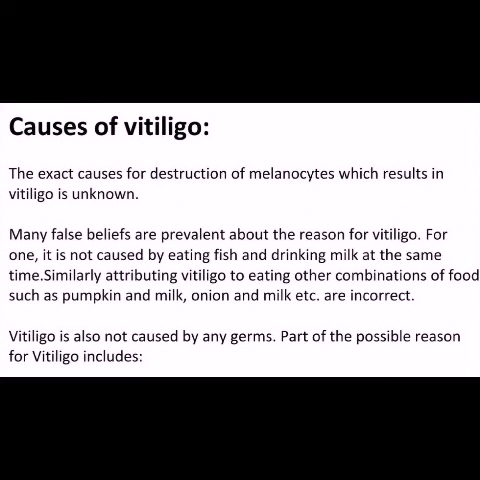 Causes of vitiligo:
The exact causes for destruction of melanocytes which results in
vitiligo is unknown.
Many false beliefs are prevalent about the reason for vitiligo. For
one, it is not caused by eating fish and drinking milk at the same
time.Similarly attributing vitiligo to eating other combinations of food
such as pumpkin and milk, onion and milk etc. are incorrect.
Vitiligo is also not caused by any germs. Part of the possible reason
for Vitiligo includes: